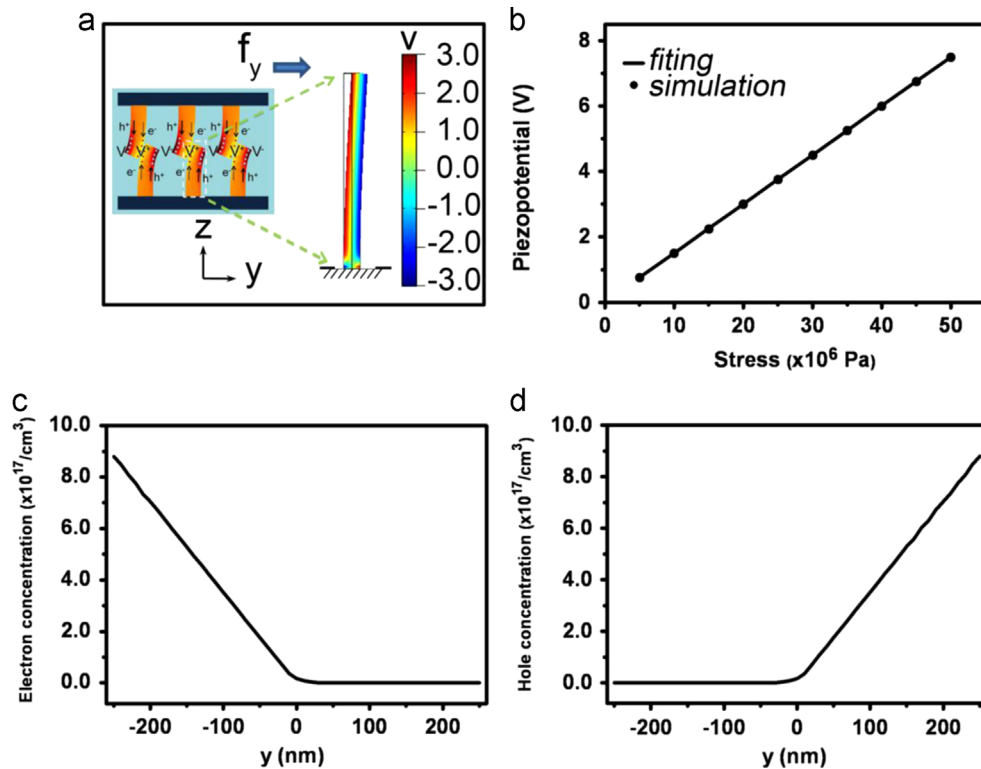 a
f_y
V
3.0
2.0
1.0
0.0
-1.0
-2.0
-3.0
h⁺ e⁻ e⁻ e⁻
V⁻ V⁺ V⁺ V⁻
e⁻ h⁺ e⁻ h⁺ e⁻ h⁺
z
y
b
8
6
4
2
0
Piezopotential (V)
fiting
simulation
0 10 20 30 40 50
Stress (x10⁶ Pa)
c
10.0
8.0
6.0
4.0
2.0
0.0
Electron concentration (x10¹⁷/cm³)
-200 -100 0 100 200
y (nm)
d
10.0
8.0
6.0
4.0
2.0
0.0
Hole concentration (x10¹⁷/cm³)
-200 -100 0 100 200
y (nm)